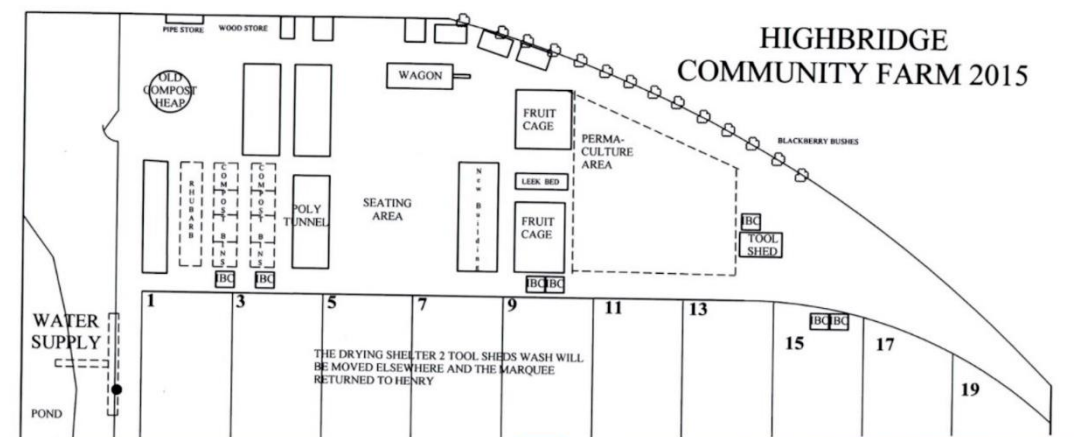 HIGHBRIDGE
COMMUNITY FARM 2015
PIPE STORE
WOOD STORE
OLD
COMPOST
HEAP
WAGON
FRUIT
CAGE
PERMA-
CULTURE
AREA
BLACKBERRY BUSHES
RHUBARB
COMPOST BINS
COMPOST BINS
POLY
TUNNEL
SEATING
AREA
New Building
LEEK BED
FRUIT
CAGE
IBC
TOOL
SHED
IBC
IBC
IBC
IBC
1
3
5
7
9
11
13
15
IBC
IBC
17
19
WATER
SUPPLY
THE DRYING SHELTER 2 TOOL SHEDS WASH WILL
BE MOVED ELSEWHERE AND THE MARQUEE
RETURNED TO HENRY
POND